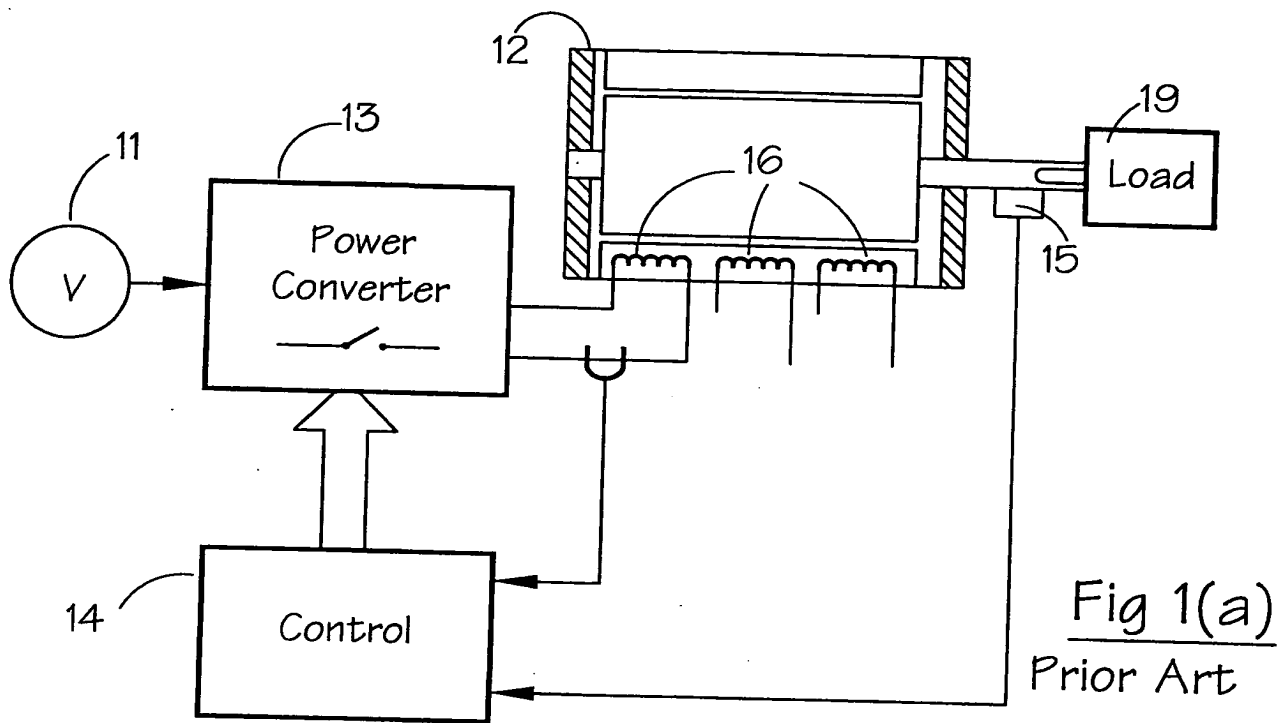 12
13
11
16
19
Load
15
V
Power
Converter
14
Control
Fig 1(a)
Prior Art